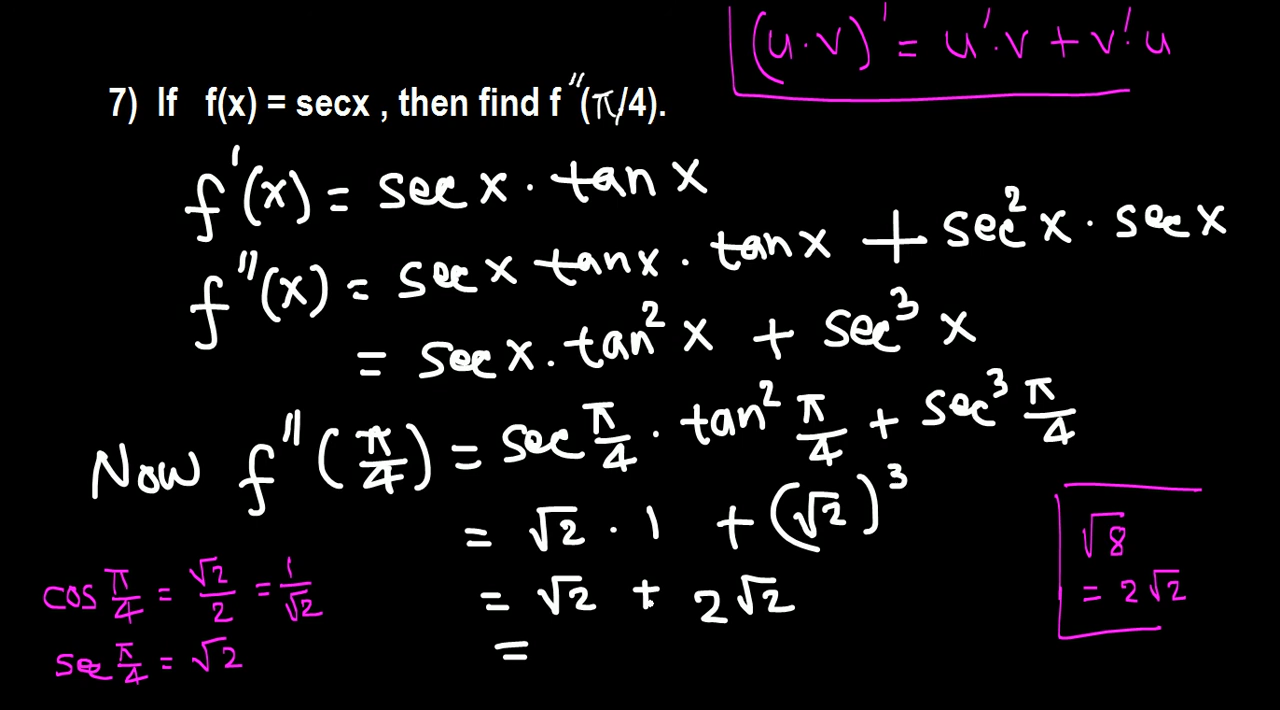 (u·v)' = u'·v + v'·u
7) If f(x) = secx , then find f ''(π/4).
f'(x) = sec x · tan x
f''(x) = sec x tan x · tan x + sec² x · sec x
= sec x · tan² x + sec³ x
Now f''(π/4) = sec π/4 · tan² π/4 + sec³ π/4
= √2 · 1 + (√2)³
= √2 + 2√2
=
cos π/4 = √2/2 = 1/√2
sec π/4 = √2
√8
= 2√2